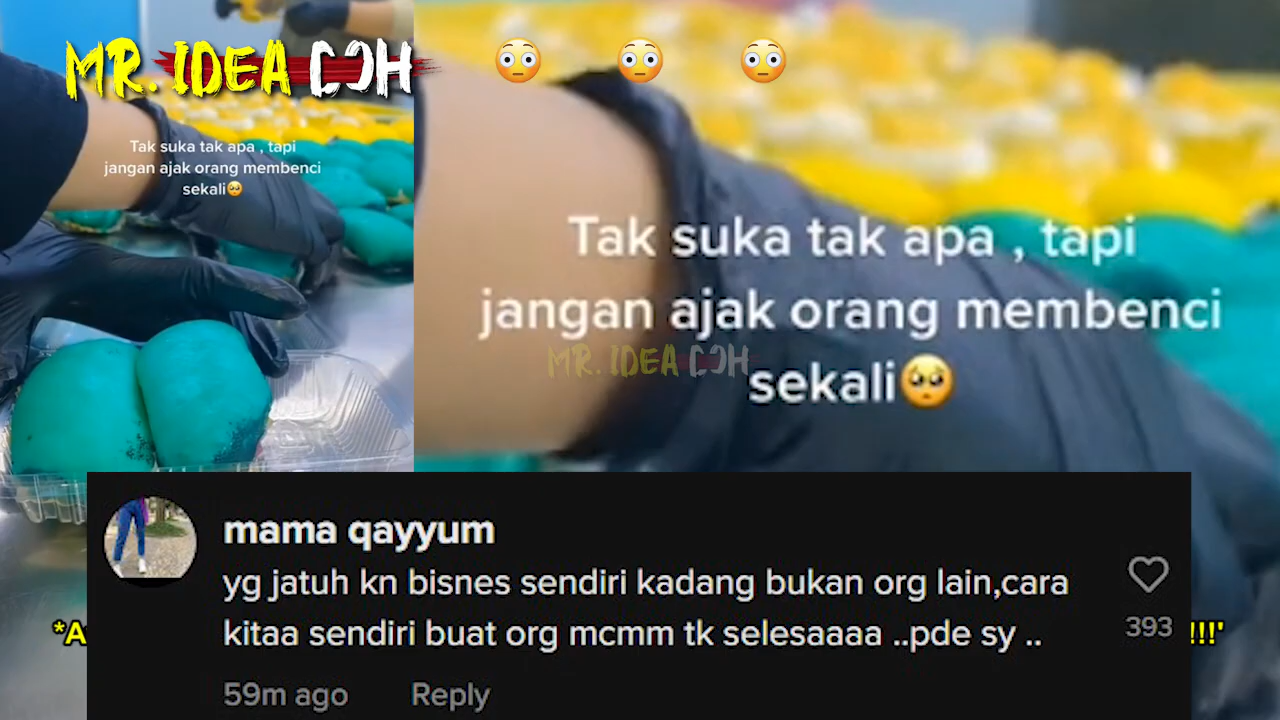 MR. IDEA COH
Tak suka tak apa , tapi
jangan ajak orang membenci
sekali🥺
Tak suka tak apa , tapi
jangan ajak orang membenci
sekali🥺
MR. IDEA COH
mama qayyum
yg jatuh kn bisnes sendiri kadang bukan org lain,cara
kitaa sendiri buat org mcmm tk selesaaaa ..pde sy ..
393
59m ago
Reply
*A
!!!'